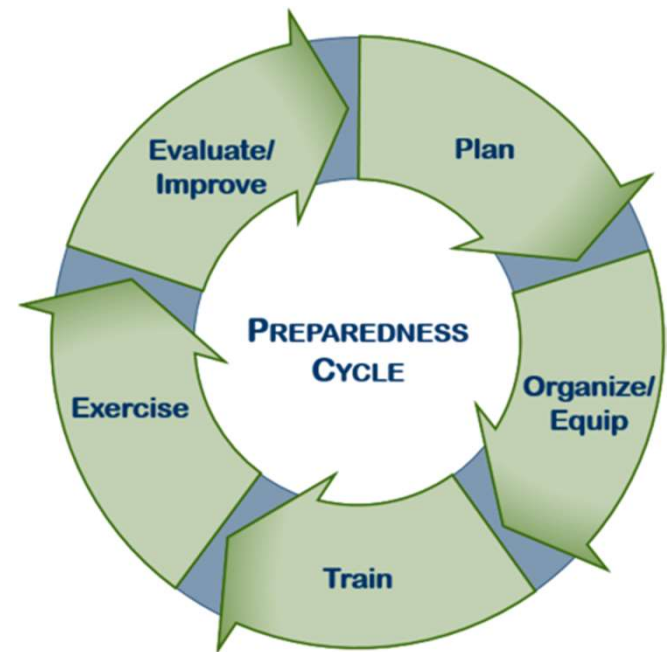 Evaluate/
Improve
Plan
PREPAREDNESS
CYCLE
Organize/
Equip
Exercise
Train